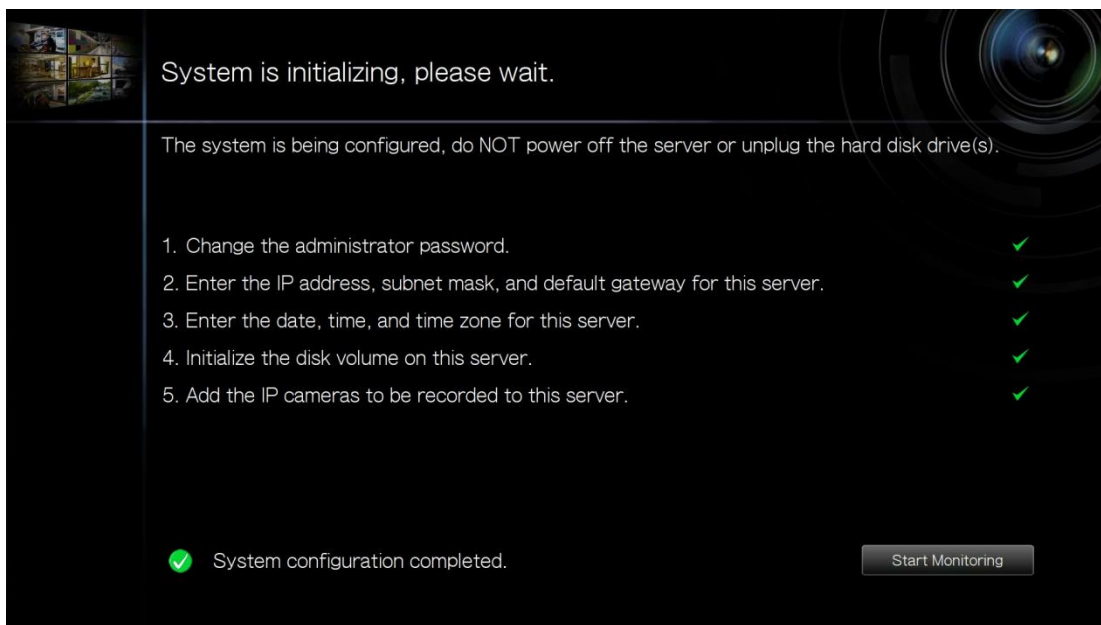 System is initializing, please wait.
The system is being configured, do NOT power off the server or unplug the hard disk drive(s).
1. Change the administrator password.
2. Enter the IP address, subnet mask, and default gateway for this server.
3. Enter the date, time, and time zone for this server.
4. Initialize the disk volume on this server.
5. Add the IP cameras to be recorded to this server.
System configuration completed.
Start Monitoring